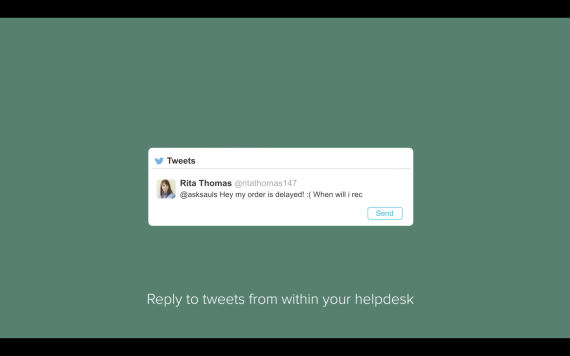 Tweets
Rita Thomas @ritathomas147
@asksauls Hey my order is delayed! :( When will i rec
Send
Reply to tweets from within your helpdesk